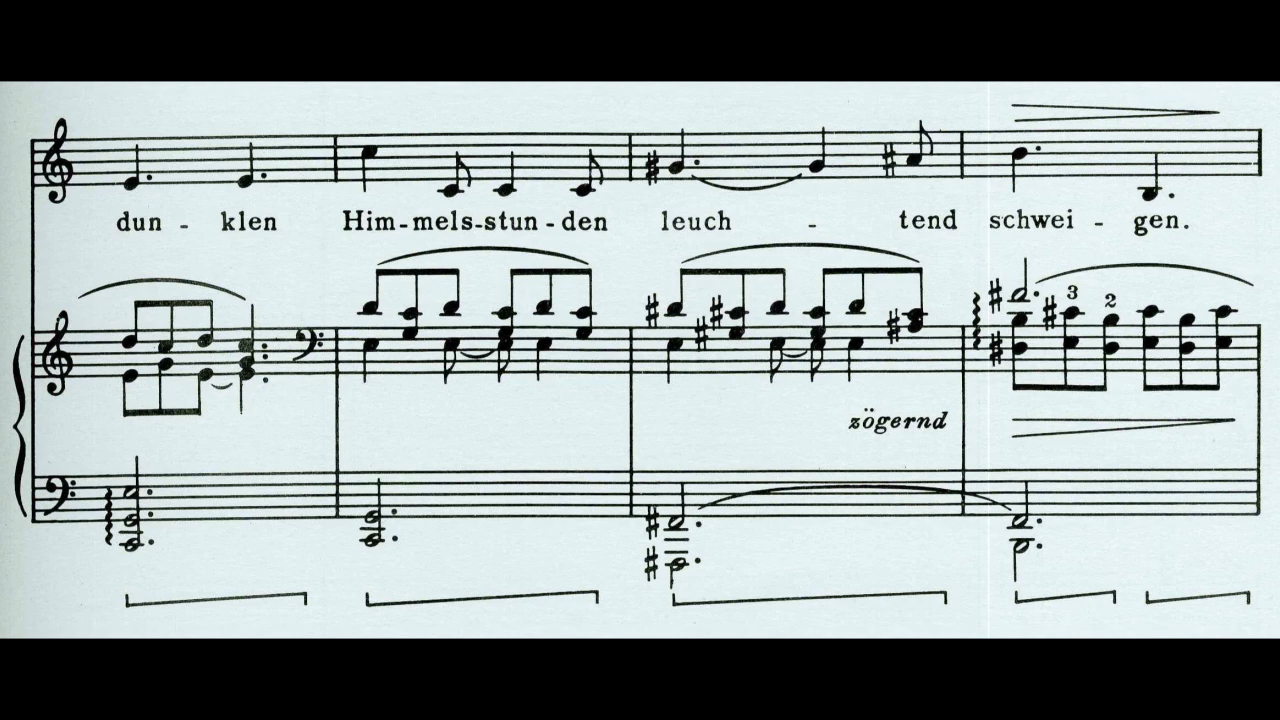 dun - klen Him-mels-stun-den leuch - tend schwei - gen.
3 2
zögernd